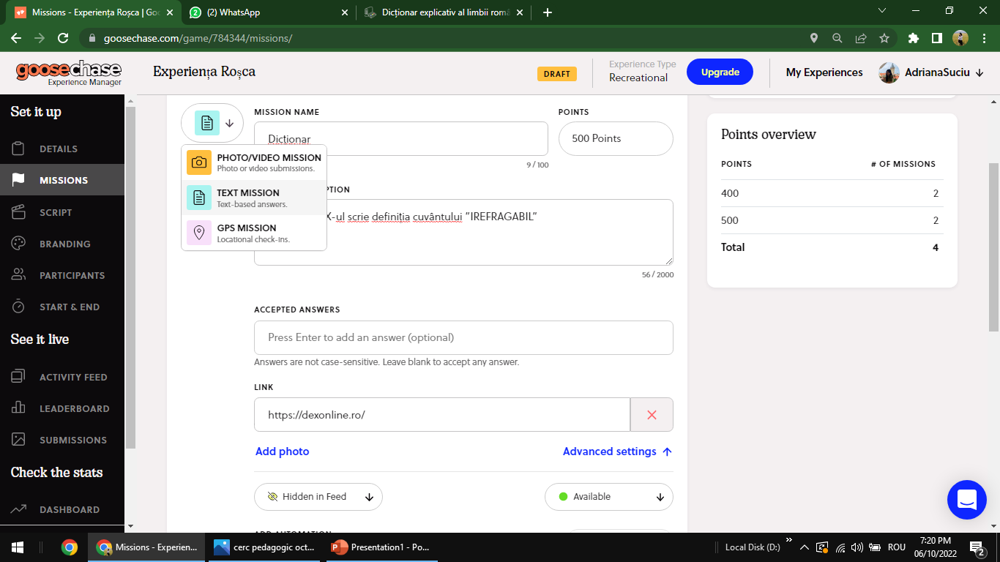 Missions - Experiența Roșca | Goo
(2) WhatsApp
Dicționar explicativ al limbii româ
goosechase.com/game/784344/missions/
goosechase
Experience Manager
Experiența Roșca
DRAFT
Experience Type
Recreational
Upgrade
My Experiences
AdrianaSuciu
Set it up
DETAILS
MISSIONS
SCRIPT
BRANDING
PARTICIPANTS
START & END
See it live
ACTIVITY FEED
LEADERBOARD
SUBMISSIONS
Check the stats
DASHBOARD
MISSION NAME
Dicționar
9 / 100
POINTS
500 Points
PHOTO/VIDEO MISSION
Photo or video submissions.
TEXT MISSION
Text-based answers.
GPS MISSION
Locational check-ins.
PTION
X-ul scrie definiția cuvântului ”IREFRAGABIL”
56 / 2000
ACCEPTED ANSWERS
Press Enter to add an answer (optional)
Answers are not case-sensitive. Leave blank to accept any answer.
LINK
https://dexonline.ro/
Add photo
Advanced settings
Hidden in Feed
Available
ADD AUTOMATION
Points overview
POINTS # OF MISSIONS
400 2
500 2
Total 4
Missions - Experien...
cerc pedagogic oct...
Presentation1 - Po...
Local Disk (D:)
ROU
7:20 PM
06/10/2022
2